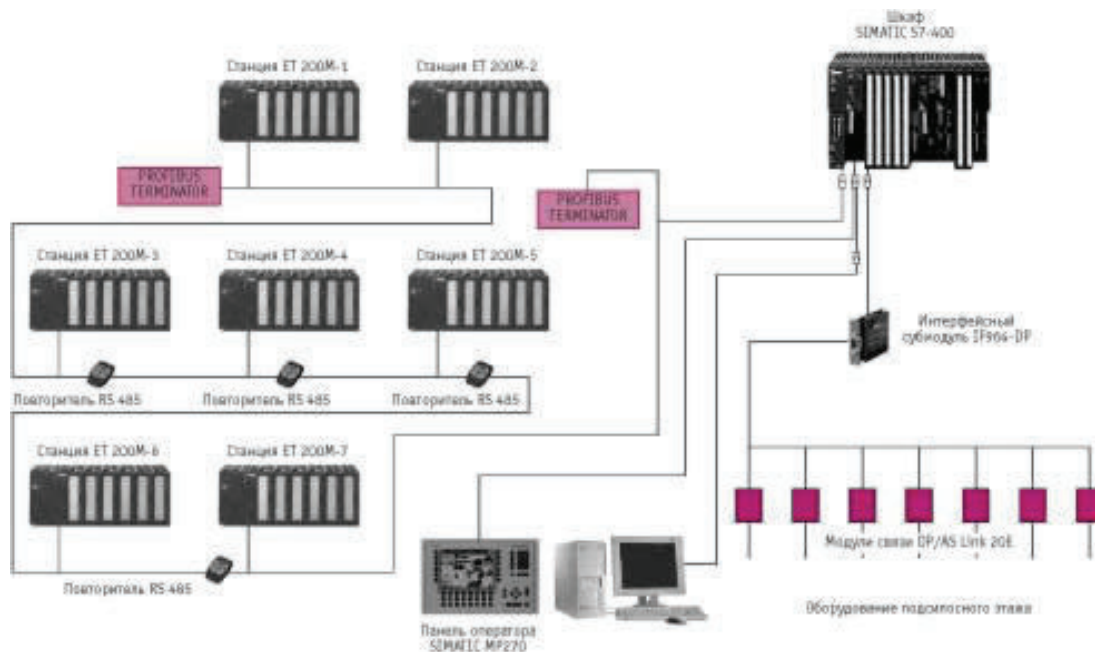 Шкаф
SIMATIC S7-400
Станция ET 200M-1
Станция ET 200M-2
PROFIBUS
TERMINATOR
PROFIBUS
TERMINATOR
Станция ET 200M-3
Станция ET 200M-4
Станция ET 200M-5
Интерфейсный
субмодуль IF964-DP
Повторитель RS 485
Повторитель RS 485
Повторитель RS 485
Станция ET 200M-6
Станция ET 200M-7
Модули связи DP/AS Link 20E
Повторитель RS-485
Оборудование подсилосного этажа
Панель оператора
SIMATIC MP270